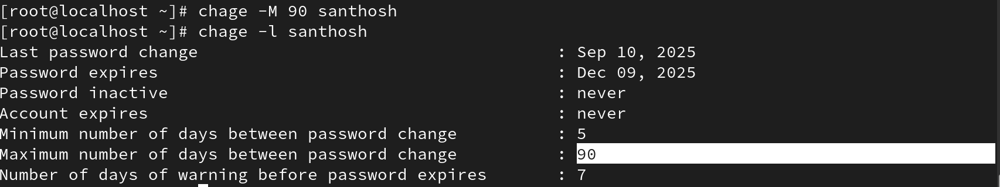 [root@localhost ~]# chage -M 90 santhosh
[root@localhost ~]# chage -l santhosh
Last password change : Sep 10, 2025
Password expires : Dec 09, 2025
Password inactive : never
Account expires : never
Minimum number of days between password change : 5
Maximum number of days between password change : 90
Number of days of warning before password expires : 7